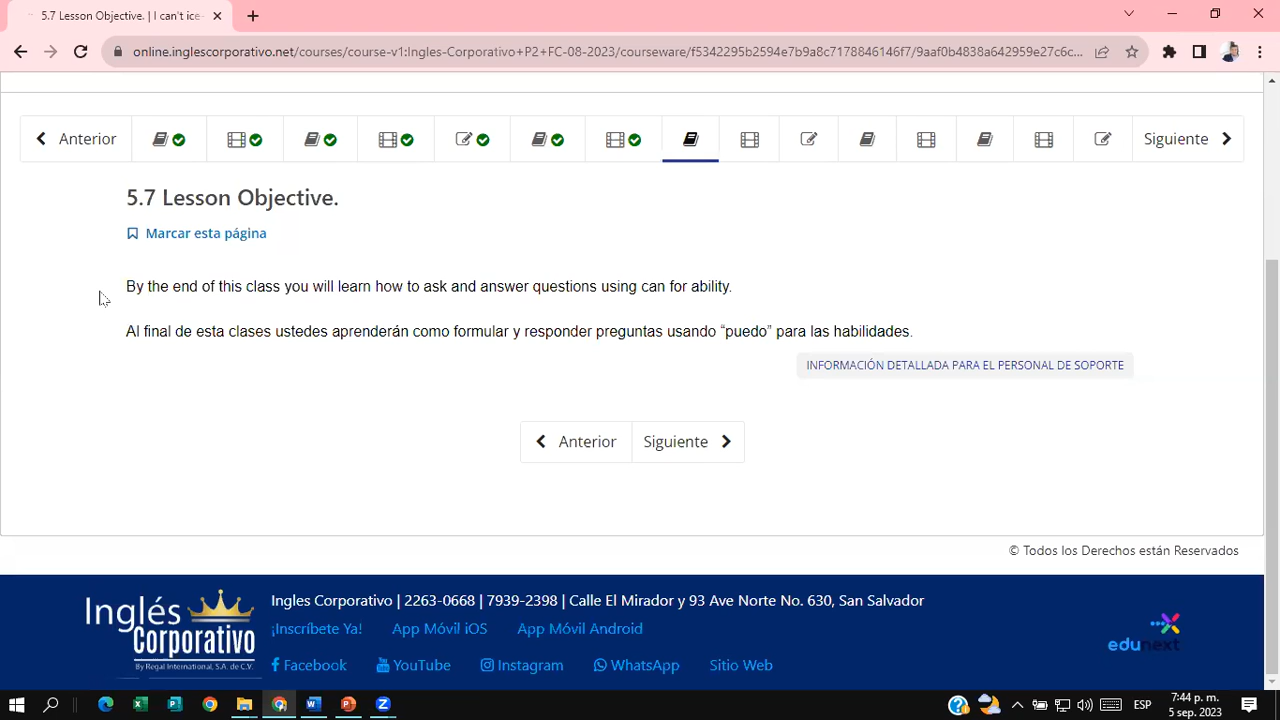 5.7 Lesson Objective. | I can't ice-
online.inglescorporativo.net/courses/course-v1:Ingles-Corporativo+P2+FC-08-2023/courseware/f5342295b2594e7b9a8c7178846146f7/9aaf0b4838a642959e27c6c...
Anterior
Siguiente
5.7 Lesson Objective.
Marcar esta página
By the end of this class you will learn how to ask and answer questions using can for ability.
Al final de esta clases ustedes aprenderán como formular y responder preguntas usando “puedo” para las habilidades.
INFORMACIÓN DETALLADA PARA EL PERSONAL DE SOPORTE
Anterior Siguiente
© Todos los Derechos están Reservados
Inglés Corporativo
By Regal International, S.A. de C.V.
Ingles Corporativo | 2263-0668 | 7939-2398 | Calle El Mirador y 93 Ave Norte No. 630, San Salvador
¡Inscríbete Ya! App Móvil iOS App Móvil Android
Facebook YouTube Instagram WhatsApp Sitio Web
edunext
ESP
7:44 p. m.
5 sep. 2023